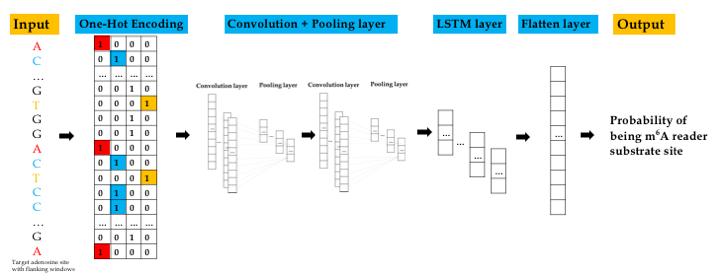 Input
One-Hot Encoding
Convolution + Pooling layer
LSTM layer
Flatten layer
Output
A
C
...
G
T
G
G
A
C
T
C
C
...
G
A
Target adenosine site
with flanking windows
1 0 0 0
0 1 0 0
... ... ... ...
0 0 1 0
0 0 0 1
0 0 1 0
0 0 1 0
1 0 0 0
0 1 0 0
0 0 0 1
0 1 0 0
0 1 0 0
... ... ... ...
0 0 1 0
1 0 0 0
Convolution layer
Pooling layer
Convolution layer
Pooling layer
...
...
...
...
...
Probability of
being m⁶A reader
substrate site